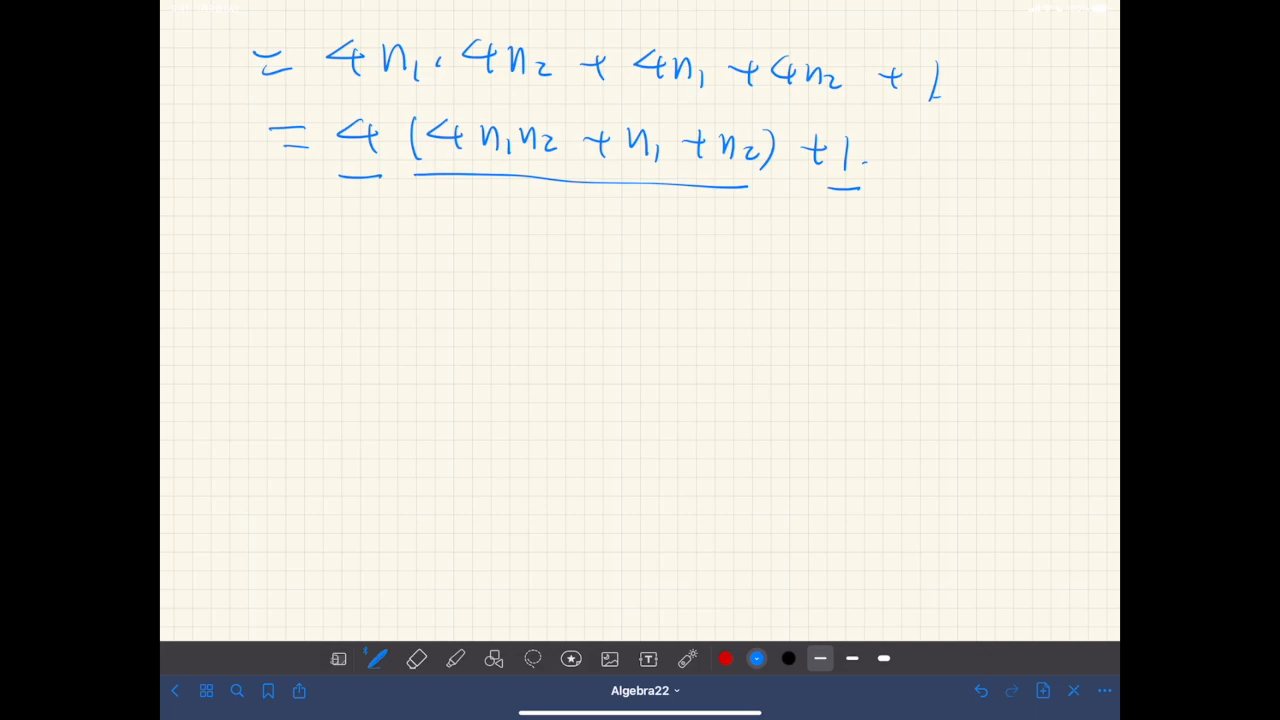 = 4n₁·4n₂ + 4n₁ + 4n₂ + 1
= 4 (4n₁n₂ + n₁ + n₂) + 1.
Algebra22